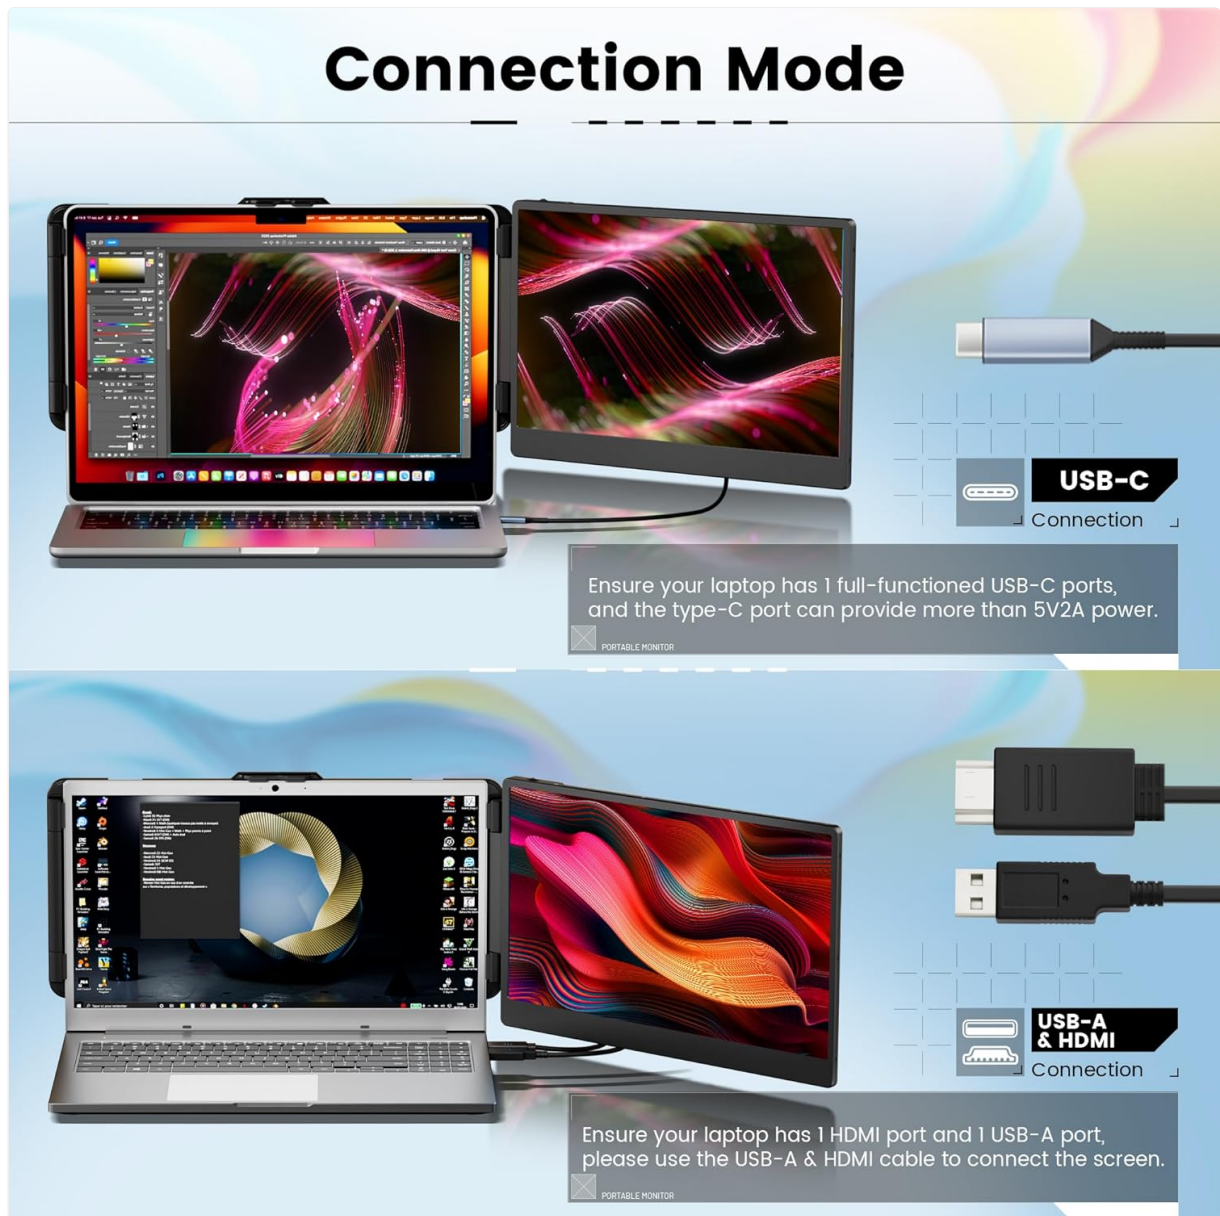 Connection Mode
USB-C
Connection
Ensure your laptop has 1 full-functioned USB-C ports,
and the type-C port can provide more than 5V2A power.
PORTABLE MONITOR
USB-A
& HDMI
Connection
Ensure your laptop has 1 HDMI port and 1 USB-A port,
please use the USB-A & HDMI cable to connect the screen.
PORTABLE MONITOR